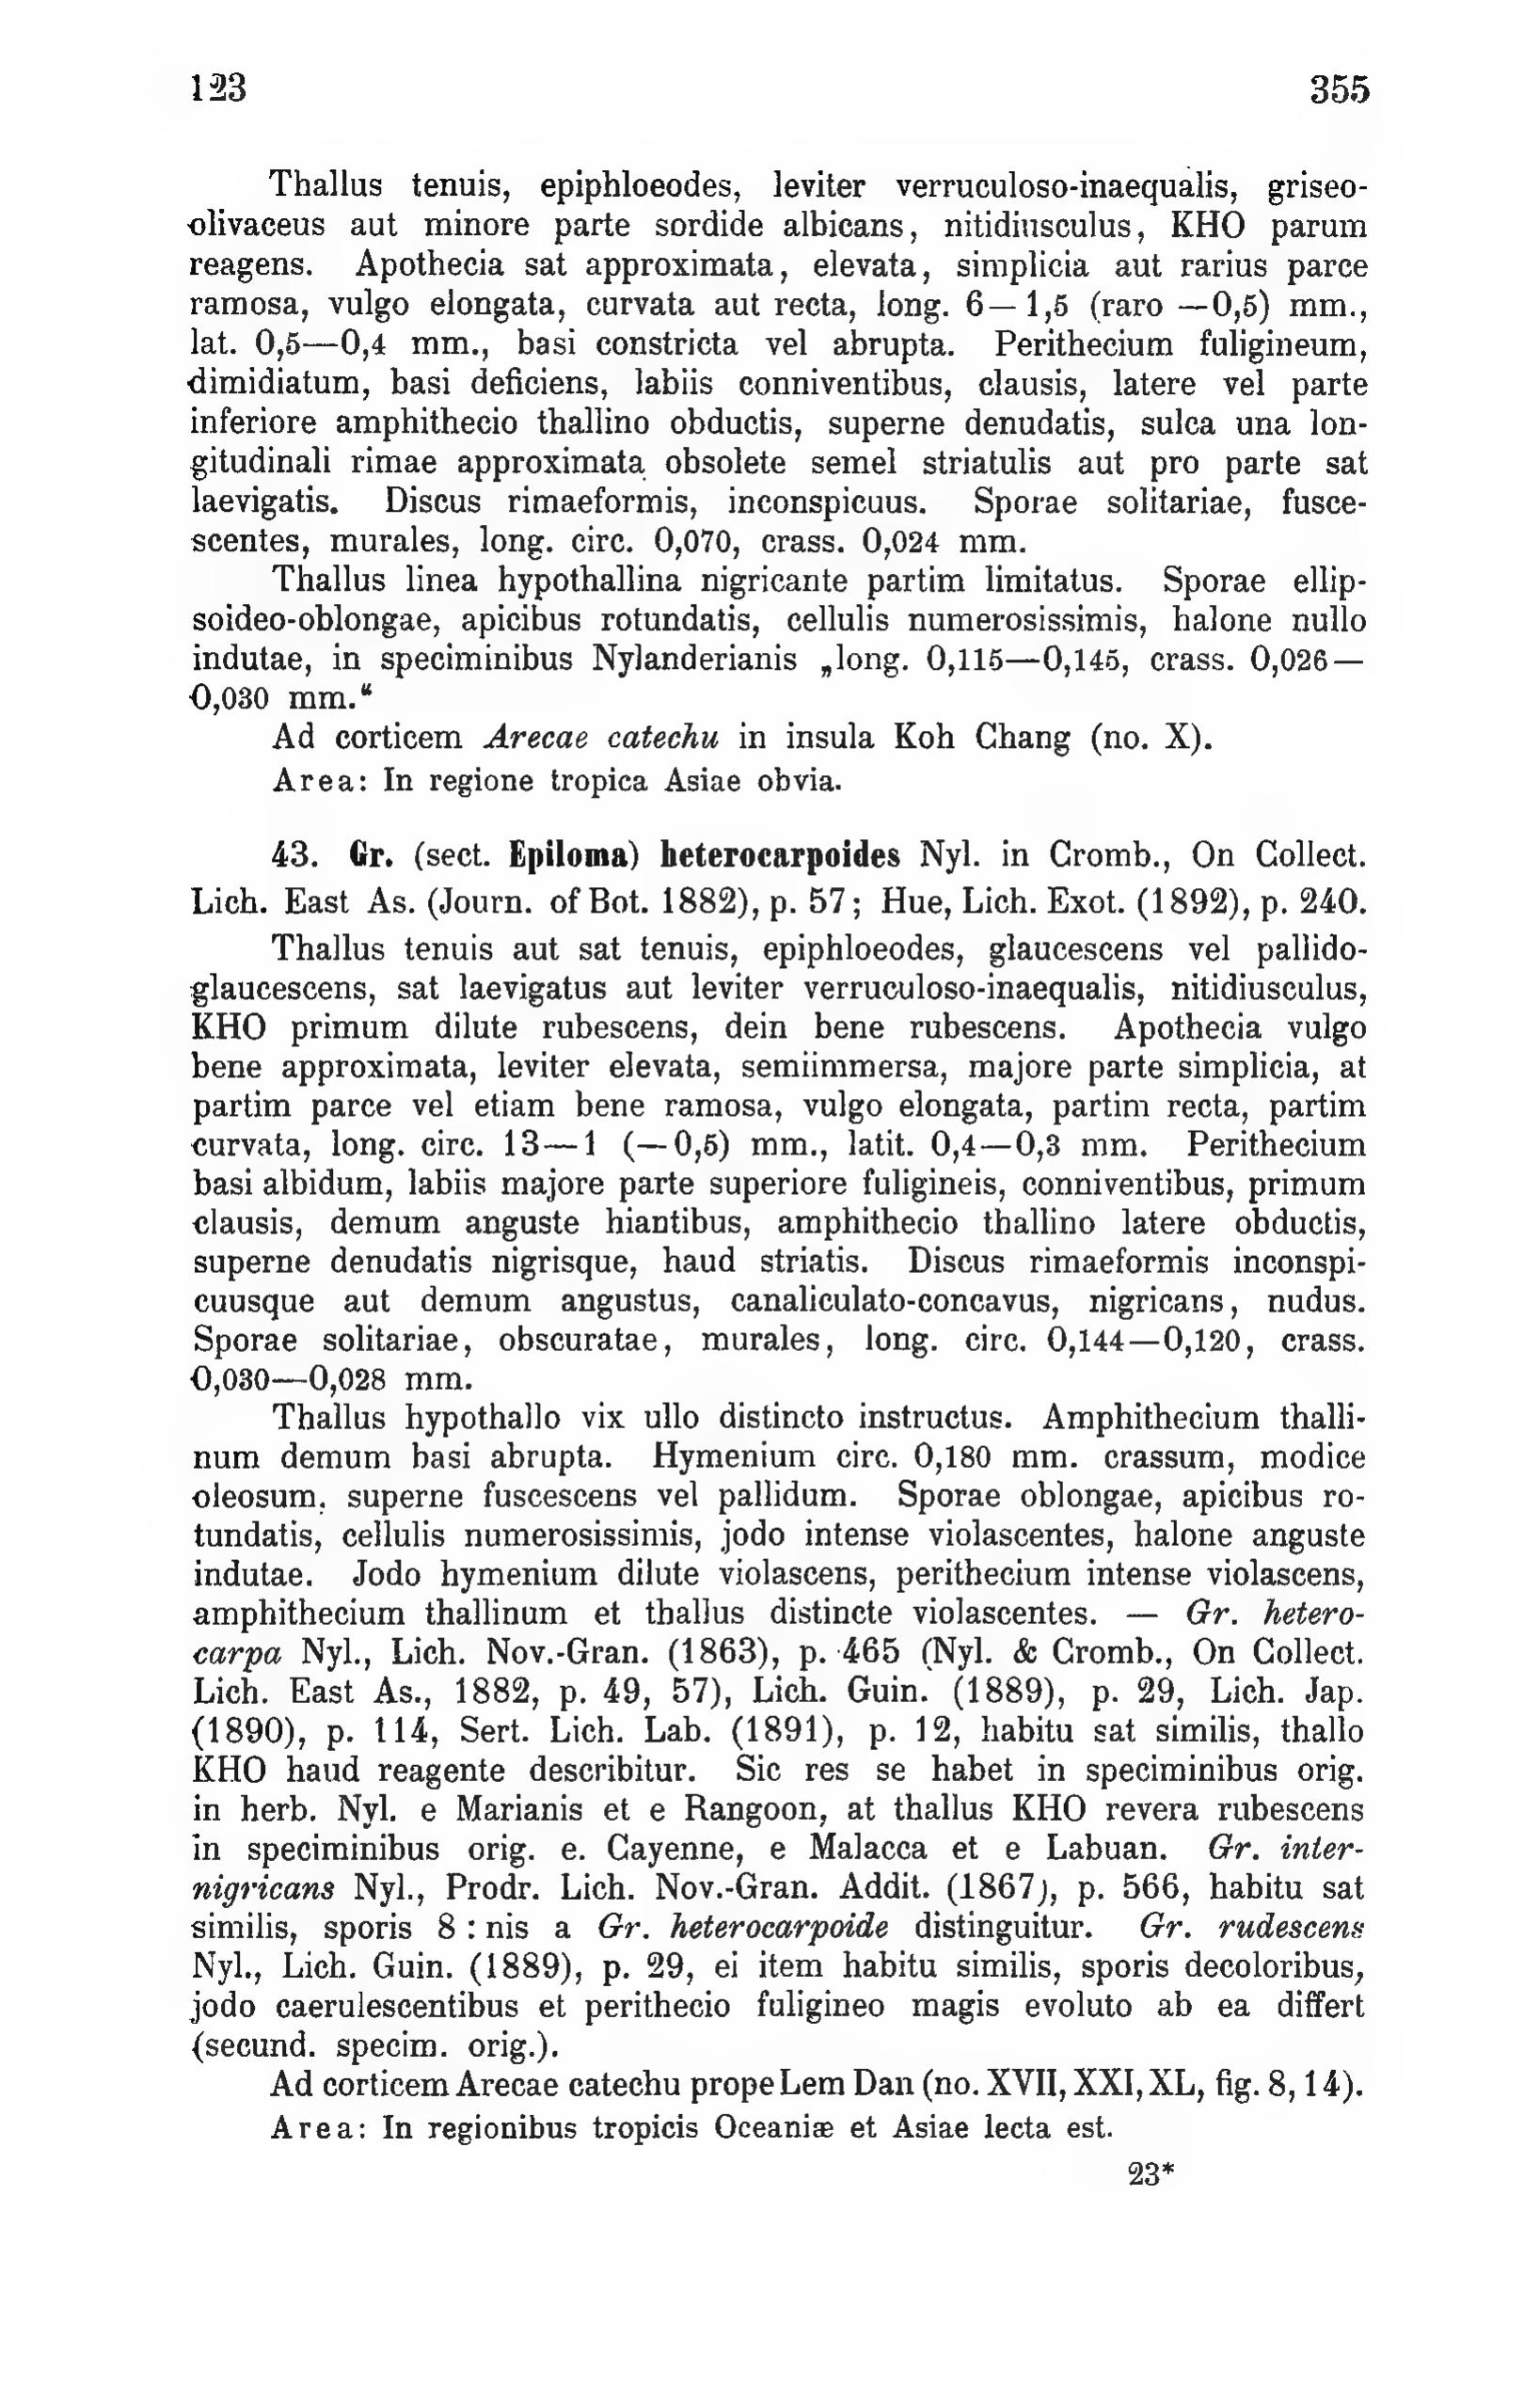 123 355
Thallus tenuis, epiphloeodes, leviter verruculoso-inaequalis, griseo-
olivaceus aut minore parte sordide albicans, nitidiusculus, KHO parum
reagens. Apothecia sat approximata, elevata, simplicia aut rarius parce
ramosa, vulgo elongata, curvata aut recta, long. 6—1,5 (raro —0,5) mm.,
lat. 0,5—0,4 mm., basi constricta vel abrupta. Perithecium fuligineum,
dimidiatum, basi deficiens, labiis conniventibus, clausis, latere vel parte
inferiore amphithecio thallino obductis, superne denudatis, sulca una lon-
gitudinali rimae approximata obsolete semel striatulis aut pro parte sat
laevigatis. Discus rimaeformis, inconspicuus. Sporae solitariae, fusce-
scentes, murales, long. circ. 0,070, crass. 0,024 mm.
Thallus linea hypothallina nigricante partim limitatus. Sporae ellip-
soideo-oblongae, apicibus rotundatis, cellulis numerosissimis, halone nullo
indutae, in speciminibus Nylanderianis „long. 0,115—0,145, crass. 0,026—
0,030 mm.“
Ad corticem Arecae catechu in insula Koh Chang (no. X).
Area: In regione tropica Asiae obvia.
43. Gr. (sect. Epiloma) heterocarpoides Nyl. in Cromb., On Collect.
Lich. East As. (Journ. of Bot. 1882), p. 57; Hue, Lich. Exot. (1892), p. 240.
Thallus tenuis aut sat tenuis, epiphloeodes, glaucescens vel pallido-
glaucescens, sat laevigatus aut leviter verruculoso-inaequalis, nitidiusculus,
KHO primum dilute rubescens, dein bene rubescens. Apothecia vulgo
bene approximata, leviter elevata, semiimmersa, majore parte simplicia, at
partim parce vel etiam bene ramosa, vulgo elongata, partim recta, partim
curvata, long. circ. 13—1 (—0,5) mm., latit. 0,4—0,3 mm. Perithecium
basi albidum, labiis majore parte superiore fuligineis, conniventibus, primum
clausis, demum anguste hiantibus, amphithecio thallino latere obductis,
superne denudatis nigrisque, haud striatis. Discus rimaeformis inconspi-
cuusque aut demum angustus, canaliculato-concavus, nigricans, nudus.
Sporae solitariae, obscuratae, murales, long. circ. 0,144—0,120, crass.
0,030—0,028 mm.
Thallus hypothallo vix ullo distincto instructus. Amphithecium thalli-
num demum basi abrupta. Hymenium circ. 0,180 mm. crassum, modice
oleosum, superne fuscescens vel pallidum. Sporae oblongae, apicibus ro-
tundatis, cellulis numerosissimis, jodo intense violascentes, halone anguste
indutae. Jodo hymenium dilute violascens, perithecium intense violascens,
amphithecium thallinum et thallus distincte violascentes. — Gr. hetero-
carpa Nyl., Lich. Nov.-Gran. (1863), p. 465 (Nyl. & Cromb., On Collect.
Lich. East As., 1882, p. 49, 57), Lich. Guin. (1889), p. 29, Lich. Jap.
(1890), p. 114, Sert. Lich. Lab. (1891), p. 12, habitu sat similis, thallo
KHO haud reagente describitur. Sic res se habet in speciminibus orig.
in herb. Nyl. e Marianis et e Rangoon, at thallus KHO revera rubescens
in speciminibus orig. e. Cayenne, e Malacca et e Labuan. Gr. inter-
nigricans Nyl., Prodr. Lich. Nov.-Gran. Addit. (1867), p. 566, habitu sat
similis, sporis 8 : nis a Gr. heterocarpoide distinguitur. Gr. rudescens
Nyl., Lich. Guin. (1889), p. 29, ei item habitu similis, sporis decoloribus,
jodo caerulescentibus et perithecio fuligineo magis evoluto ab ea differt
(secund. specim. orig.).
Ad corticem Arecae catechu prope Lem Dan (no. XVII, XXI, XL, fig. 8, 14).
Area: In regionibus tropicis Oceaniæ et Asiae lecta est.
23*